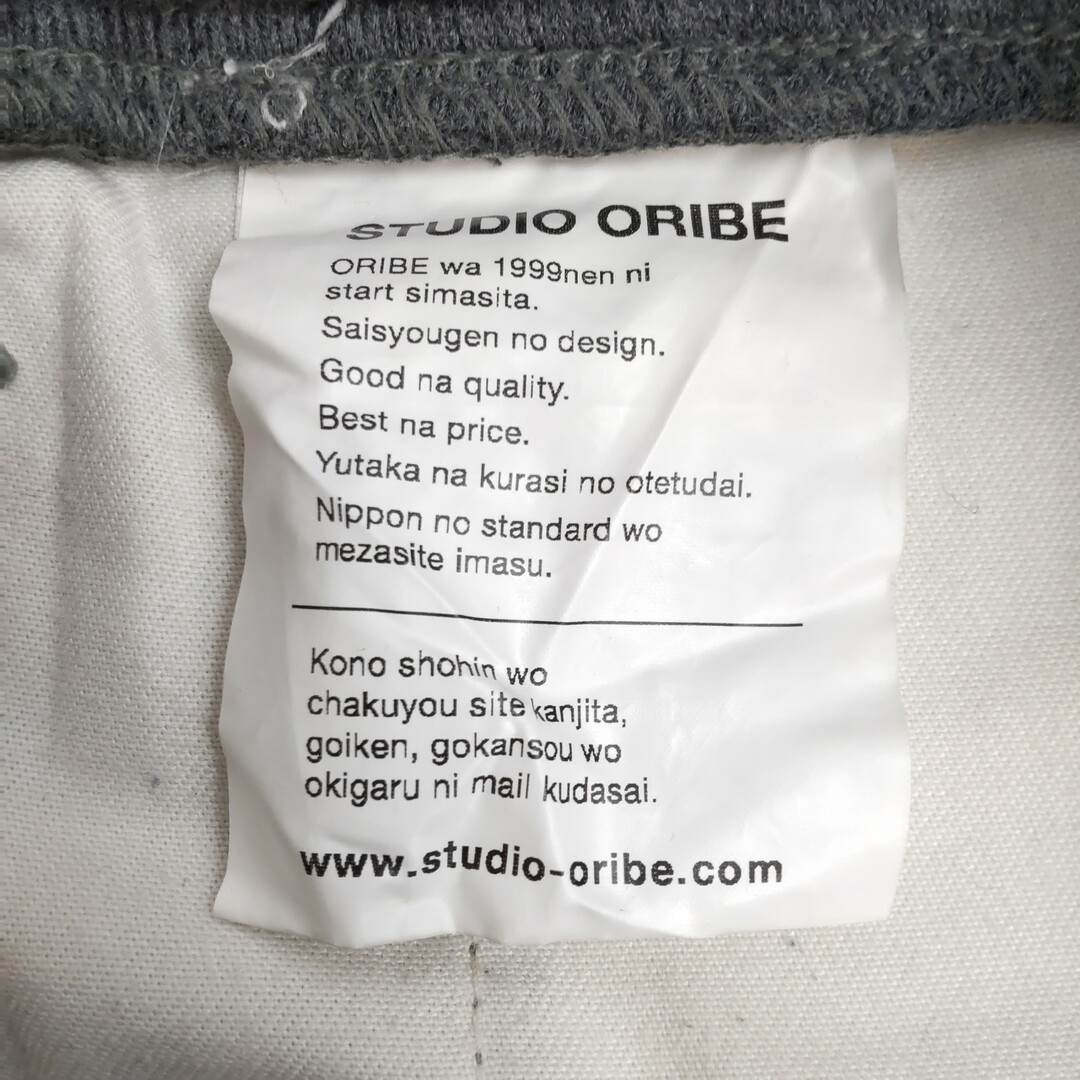 STUDIO ORIBE
ORIBE wa 1999nen ni
start simasita.
Saisyougen no design.
Good na quality.
Best na price.
Yutaka na kurasi no otetudai.
Nippon no standard wo
mezasite imasu.
Kono shohin wo
chakuyou site kanjita,
goiken, gokansou wo
okigaru ni mail kudasai.
www.studio-oribe.com